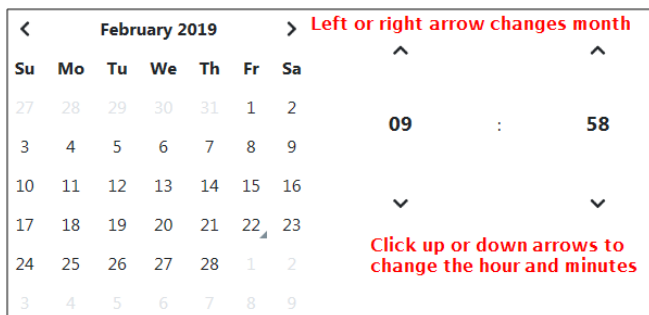 February 2019
Su Mo Tu We Th Fr Sa
27 28 29 30 31 1 2
3 4 5 6 7 8 9
10 11 12 13 14 15 16
17 18 19 20 21 22 23
24 25 26 27 28 1 2
3 4 5 6 7 8 9
Left or right arrow changes month
09 : 58
Click up or down arrows to
change the hour and minutes